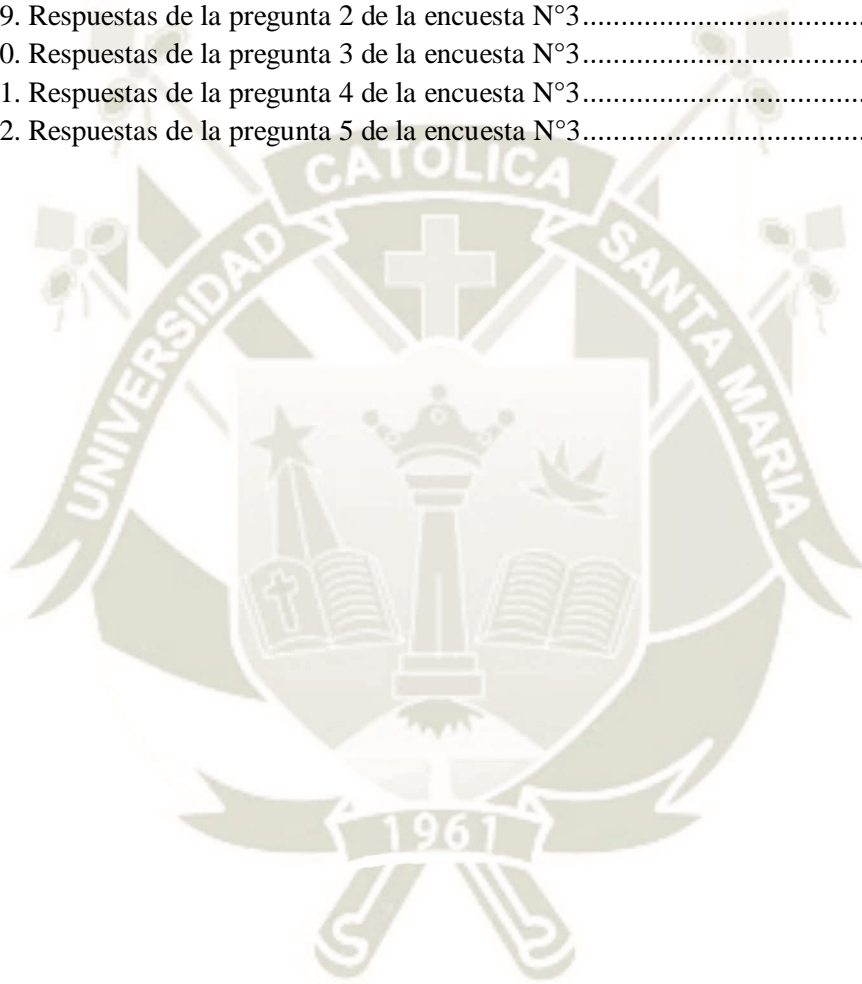 9. Respuestas de la pregunta 2 de la encuesta N°3....................................
0. Respuestas de la pregunta 3 de la encuesta N°3....................................
1. Respuestas de la pregunta 4 de la encuesta N°3....................................
2. Respuestas de la pregunta 5 de la encuesta N°3....................................
UNIVERSIDAD CATOLICA SANTA MARIA
1961